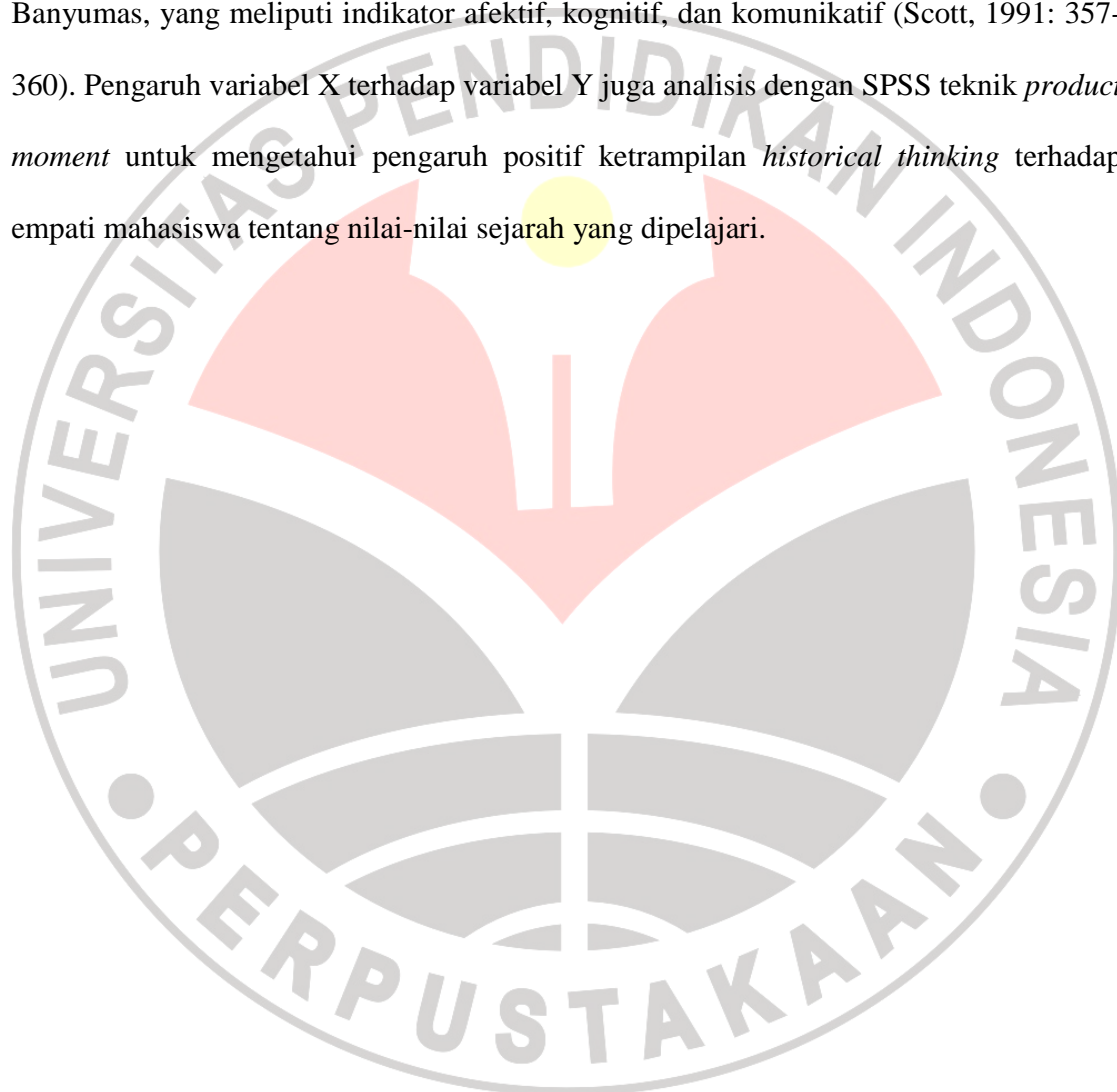 Banyumas, yang meliputi indikator afektif, kognitif, dan komunikatif (Scott, 1991: 357-
360). Pengaruh variabel X terhadap variabel Y juga analisis dengan SPSS teknik product
moment untuk mengetahui pengaruh positif ketrampilan historical thinking terhadap
empati mahasiswa tentang nilai-nilai sejarah yang dipelajari.
UNIVERSITAS PENDIDIKAN INDONESIA
PERPUSTAKAAN